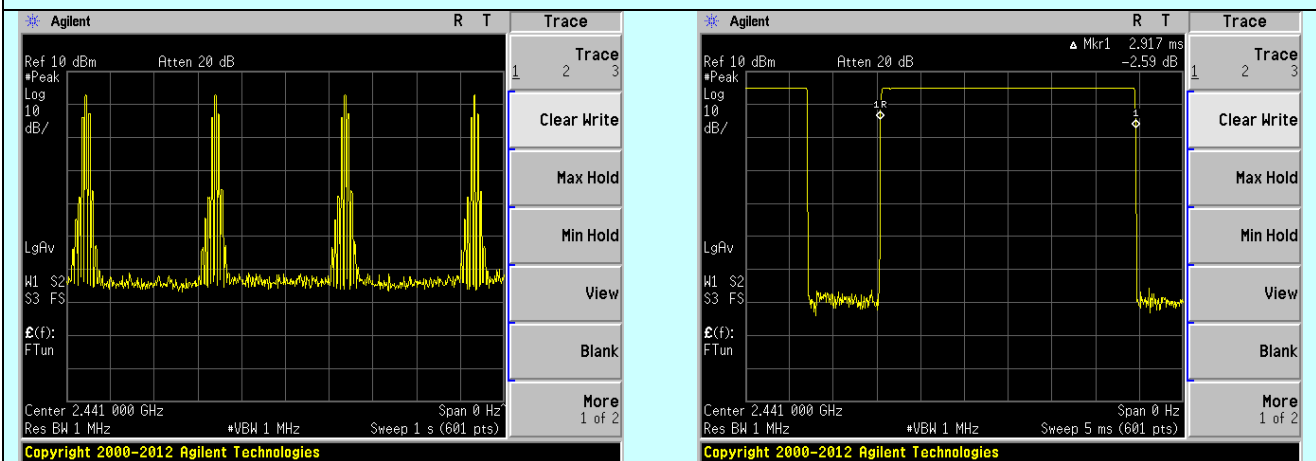 Agilent R T Trace
Ref 10 dBm Atten 20 dB
#Peak
Log
10
dB/
LgAv
W1 S2
S3 FS
£(f):
FTun
Center 2.441 000 GHz Span 0 Hz^
Res BW 1 MHz #VBW 1 MHz Sweep 1 s (601 pts)
Copyright 2000-2012 Agilent Technologies
Trace
1 2 3
Clear Write
Max Hold
Min Hold
View
Blank
More
1 of 2
Agilent R T Trace
Δ Mkr1 2.917 ms
Ref 10 dBm Atten 20 dB -2.59 dB
#Peak
Log
10
dB/
1R
1
LgAv
W1 S2
S3 FS
£(f):
FTun
Center 2.441 000 GHz Span 0 Hz
Res BW 1 MHz #VBW 1 MHz Sweep 5 ms (601 pts)
Copyright 2000-2012 Agilent Technologies
Trace
1 2 3
Clear Write
Max Hold
Min Hold
View
Blank
More
1 of 2